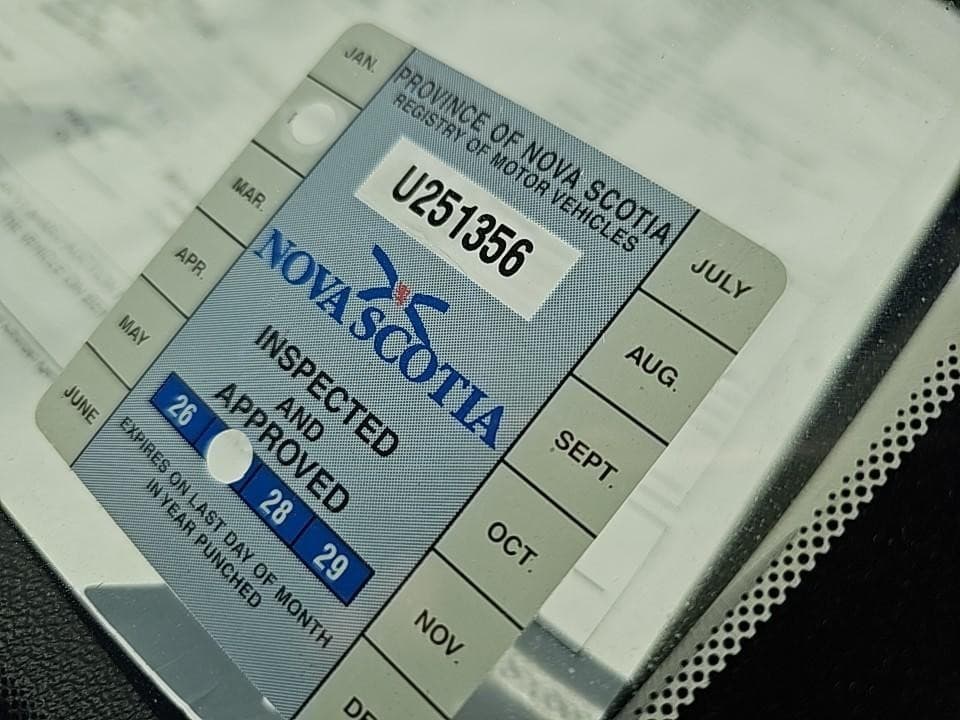 JAN.
MAR.
APR.
MAY
JUNE
PROVINCE OF NOVA SCOTIA
REGISTRY OF MOTOR VEHICLES
U251356
NOVA SCOTIA
INSPECTED
AND
APPROVED
26 28 29
EXPIRES ON LAST DAY OF MONTH
IN YEAR PUNCHED
JULY
AUG.
SEPT.
OCT.
NOV.